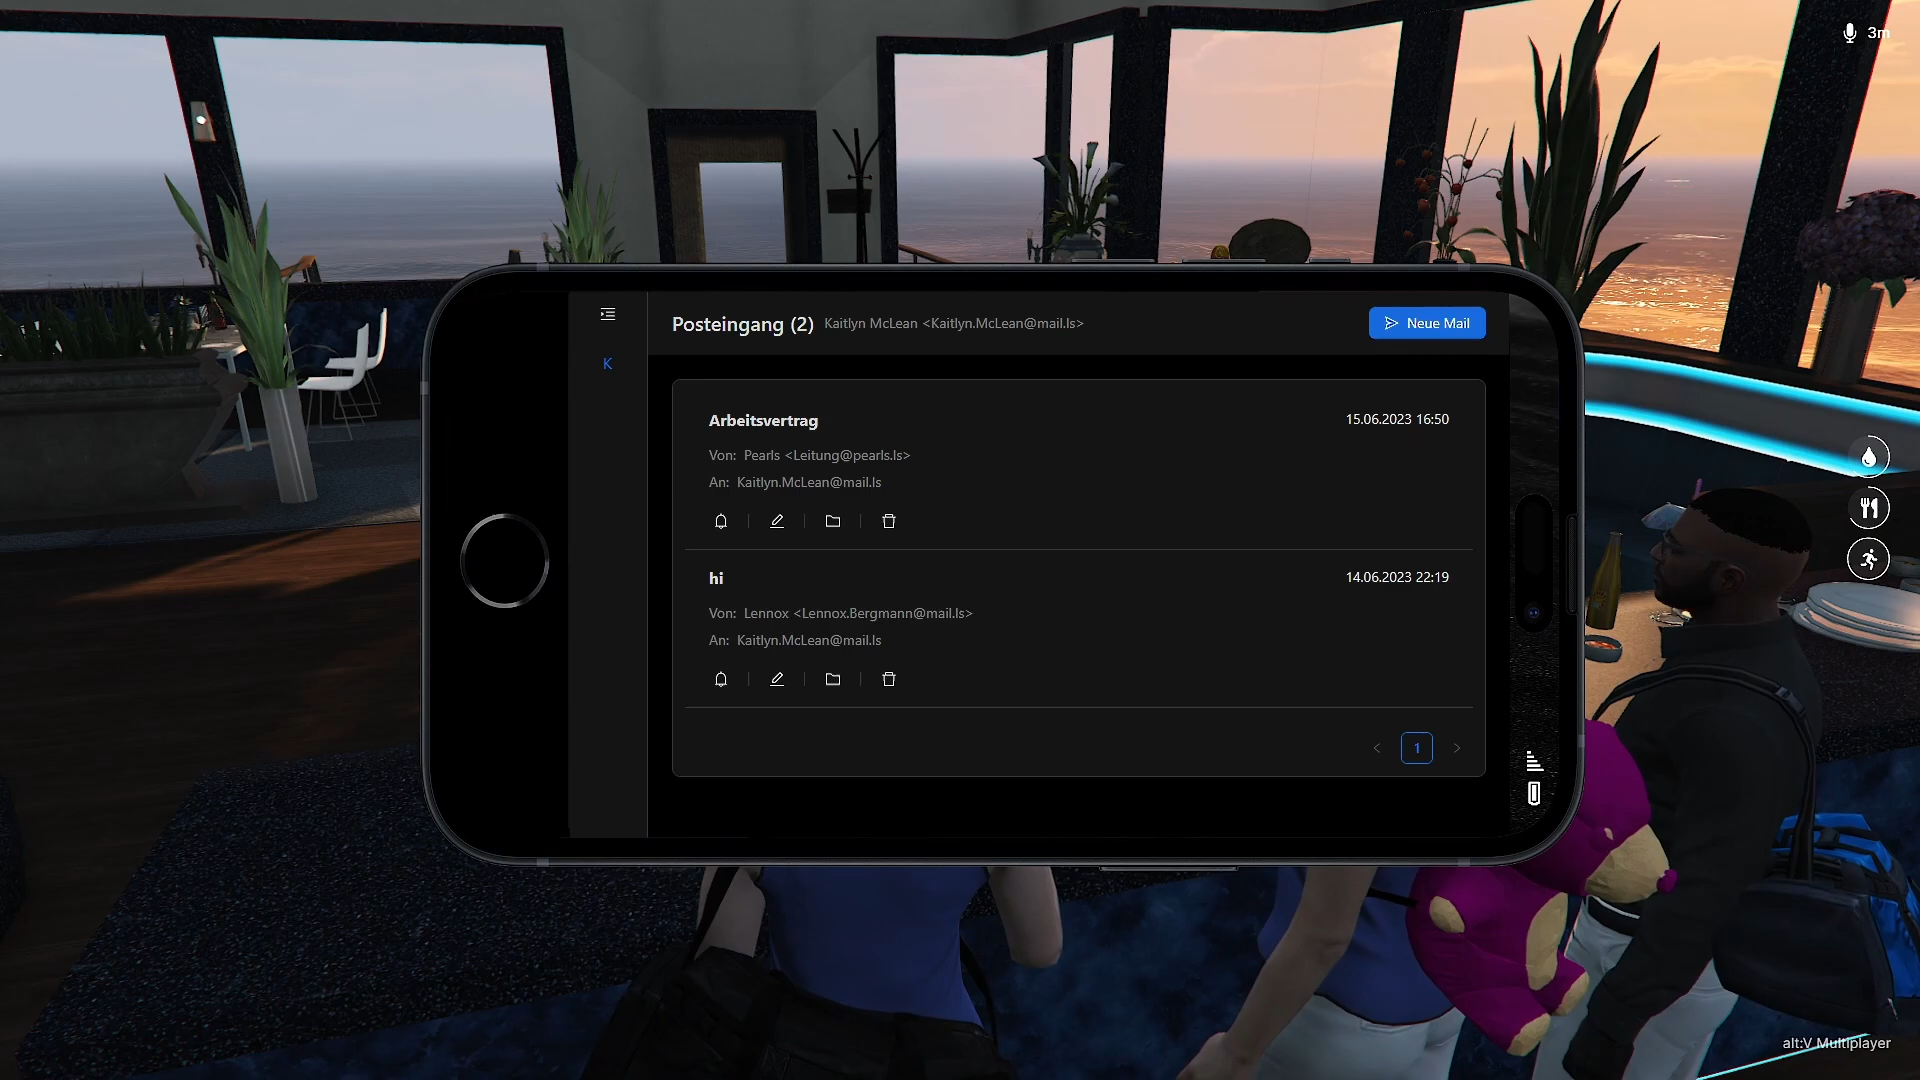 3m
Posteingang (2) Kaitlyn McLean <Kaitlyn.McLean@mail.ls>
Neue Mail
K
Arbeitsvertrag
15.06.2023 16:50
Von: Pearls <Leitung@pearls.ls>
An: Kaitlyn.McLean@mail.ls
hi
14.06.2023 22:19
Von: Lennox <Lennox.Bergmann@mail.ls>
An: Kaitlyn.McLean@mail.ls
1
alt:V Multiplayer